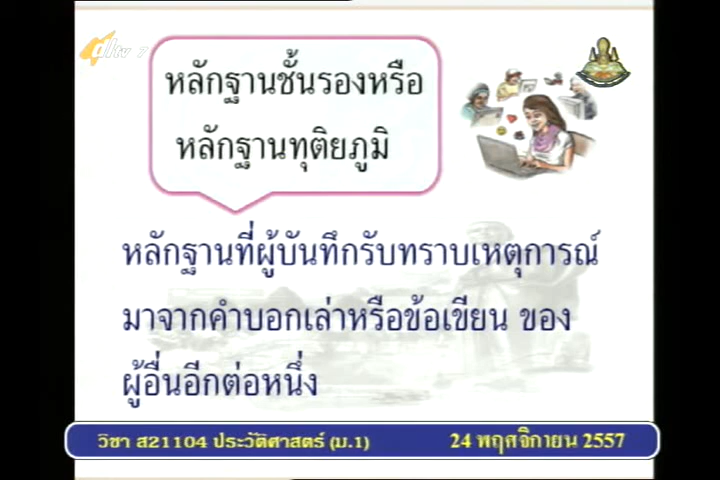 dltv 7
หลักฐานชั้นรองหรือ
หลักฐานทุติยภูมิ
หลักฐานที่ผู้บันทึกรับทราบเหตุการณ์
มาจากคำบอกเล่าหรือข้อเขียน ของ
ผู้อื่นอีกต่อหนึ่ง
วิชา ส21104 ประวัติศาสตร์ (ม.1)
24 พฤศจิกายน 2557